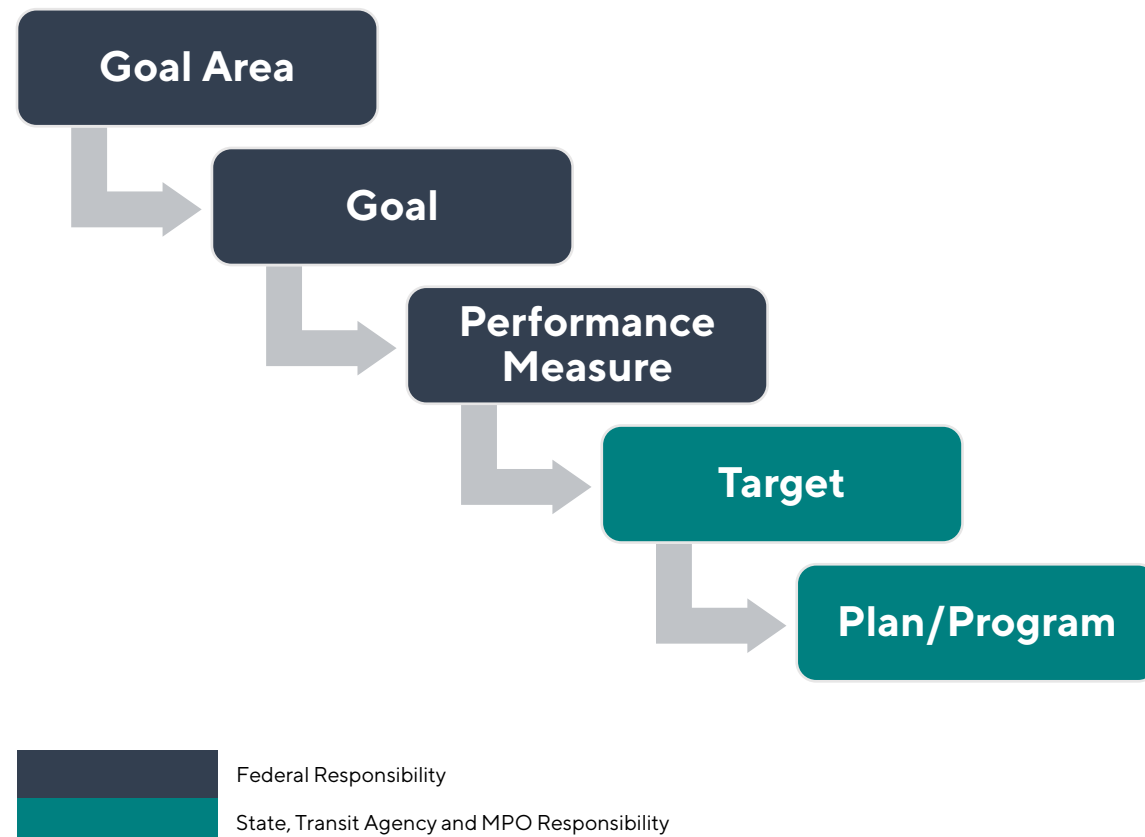 Goal Area
Goal
Performance
Measure
Target
Plan/Program
Federal Responsibility
State, Transit Agency and MPO Responsibility